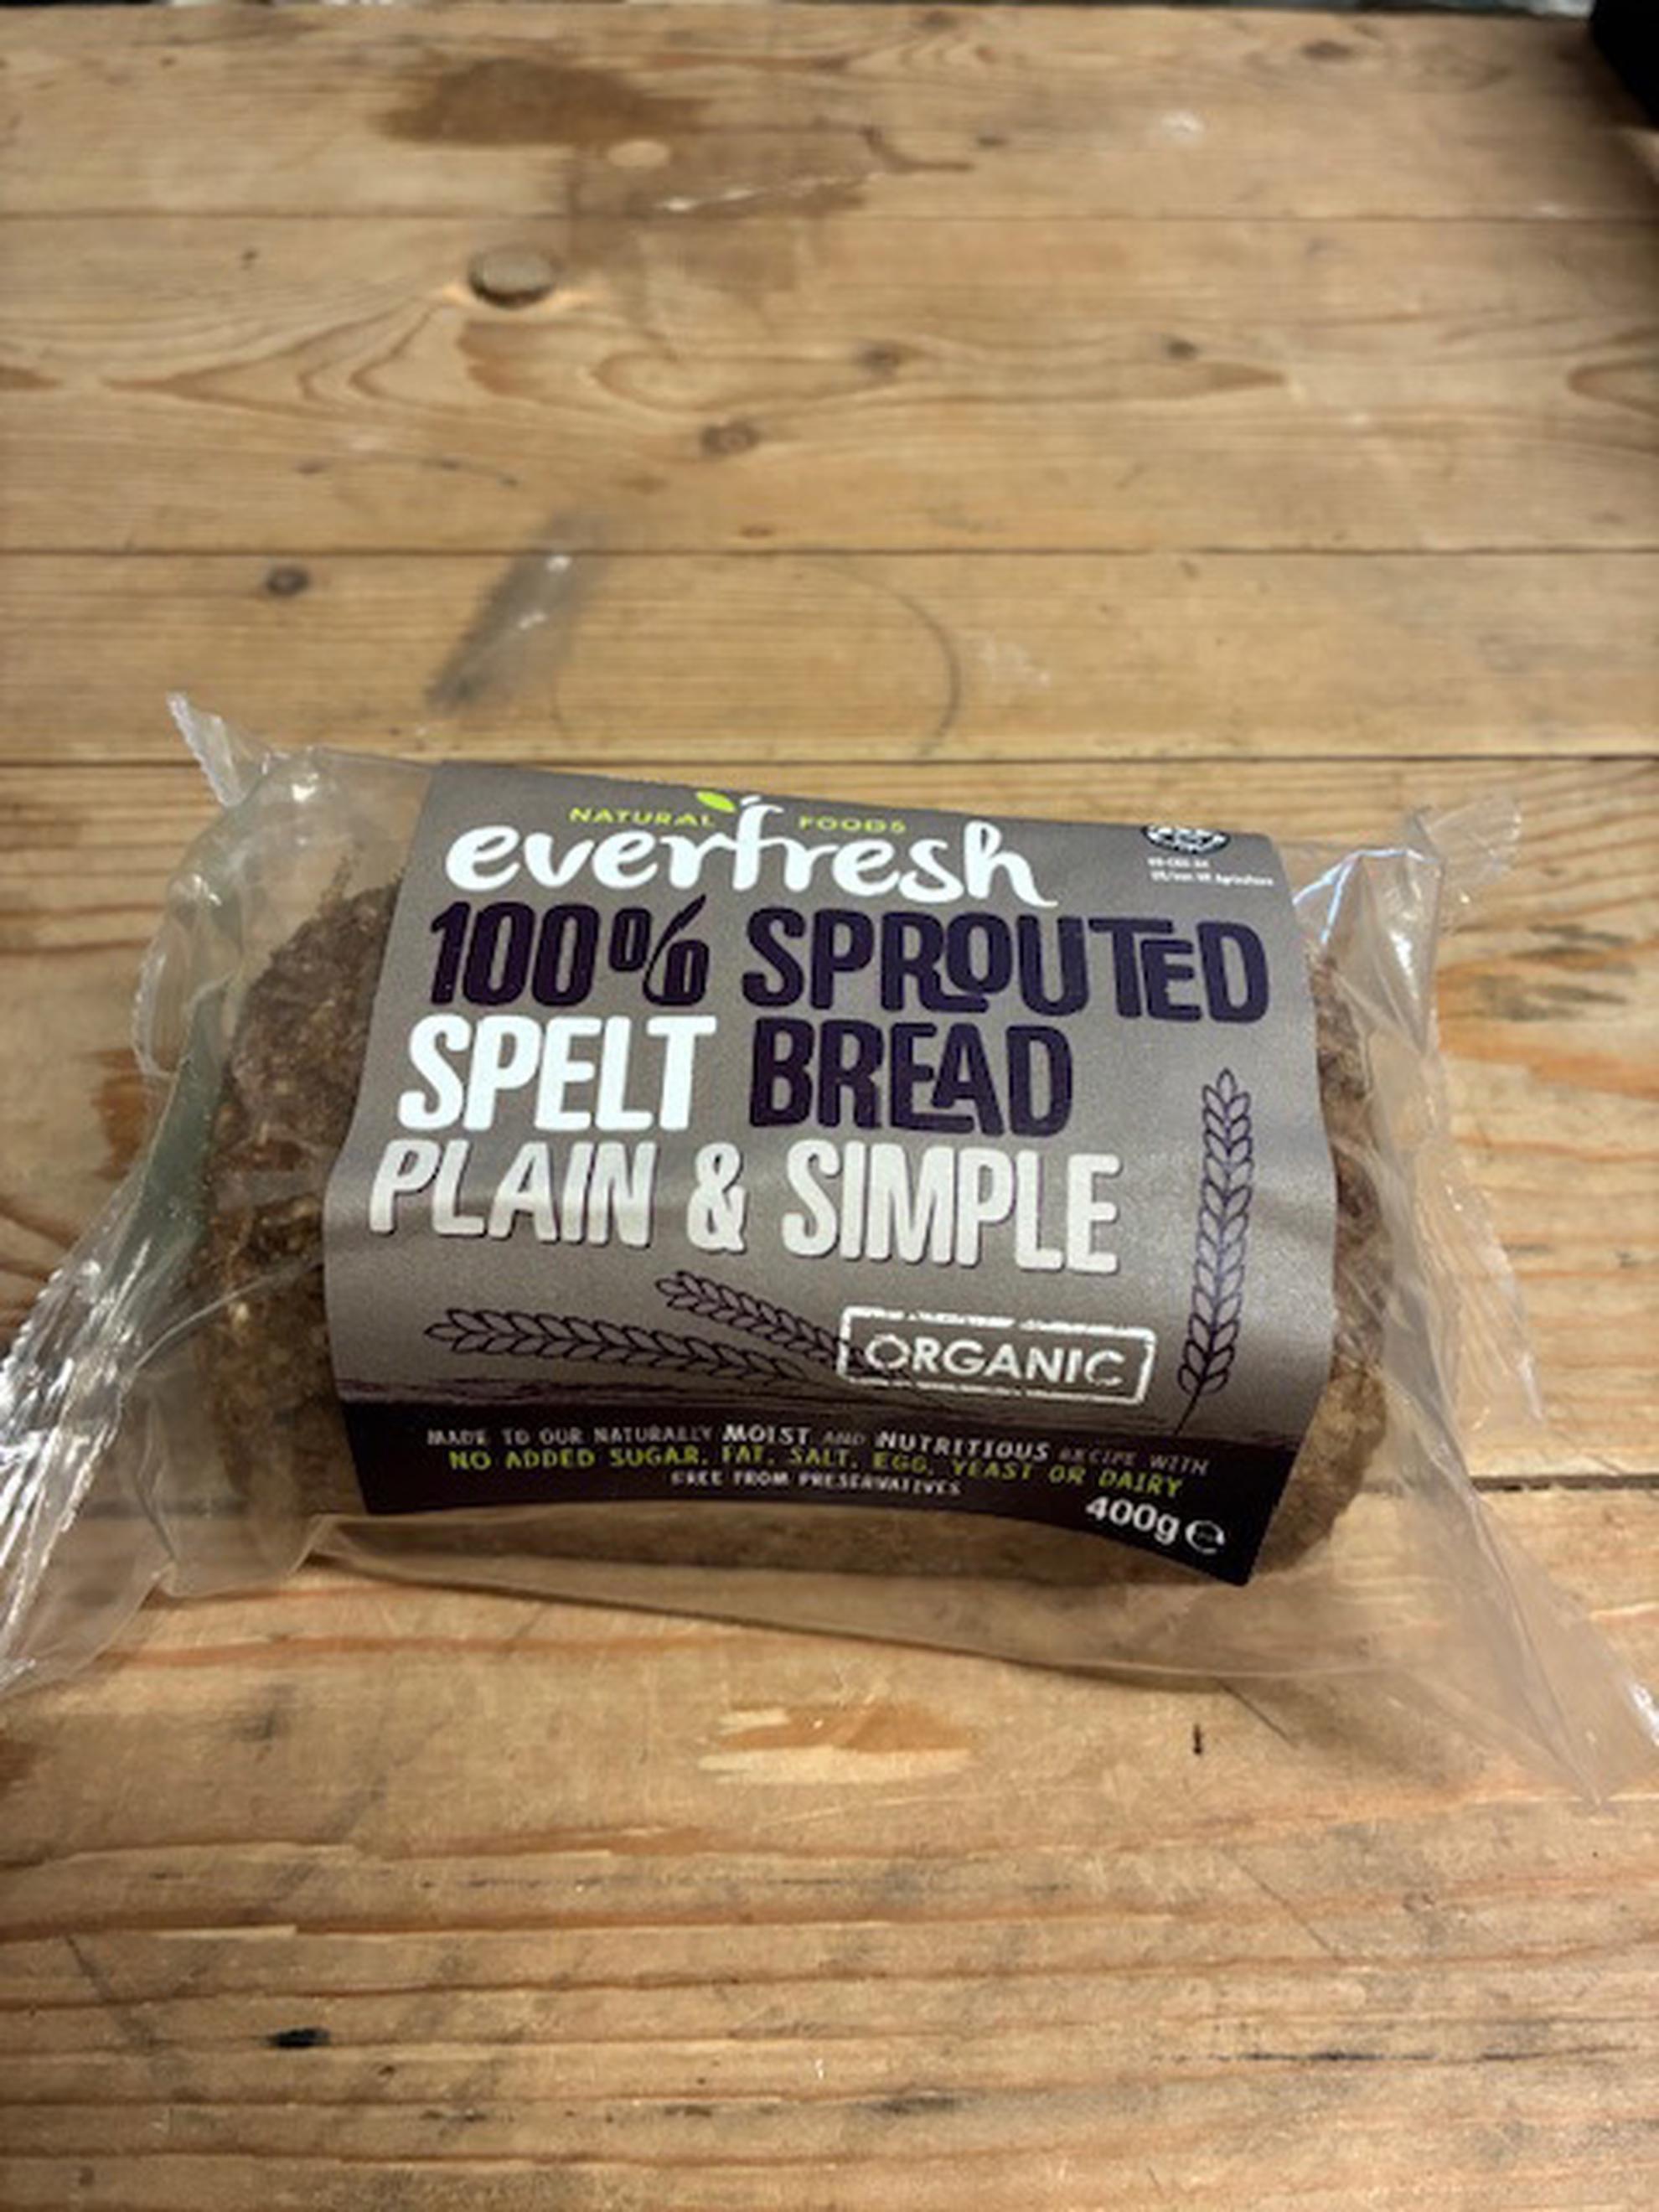 NATURAL FOODS
everfresh
100% SPROUTED
SPELT BREAD
PLAIN & SIMPLE
ORGANIC
MADE TO OUR NATURALLY MOIST AND NUTRITIOUS RECIPE WITH
NO ADDED SUGAR, FAT, SALT, EGG, YEAST OR DAIRY
FREE FROM PRESERVATIVES
400g e